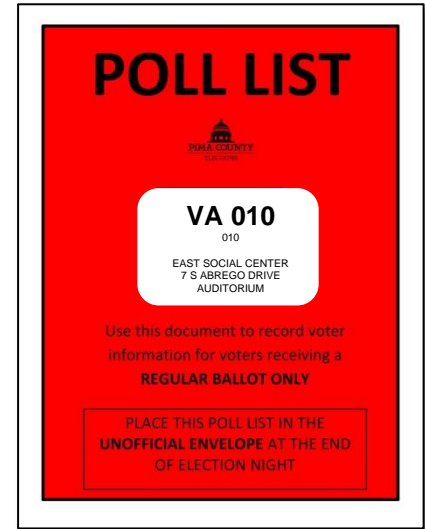 POLL LIST
PIMA COUNTY
ELECTIONS
VA 010
010
EAST SOCIAL CENTER
7 S ABREGO DRIVE
AUDITORIUM
Use this document to record voter
information for voters receiving a
REGULAR BALLOT ONLY
PLACE THIS POLL LIST IN THE
UNOFFICIAL ENVELOPE AT THE END
OF ELECTION NIGHT